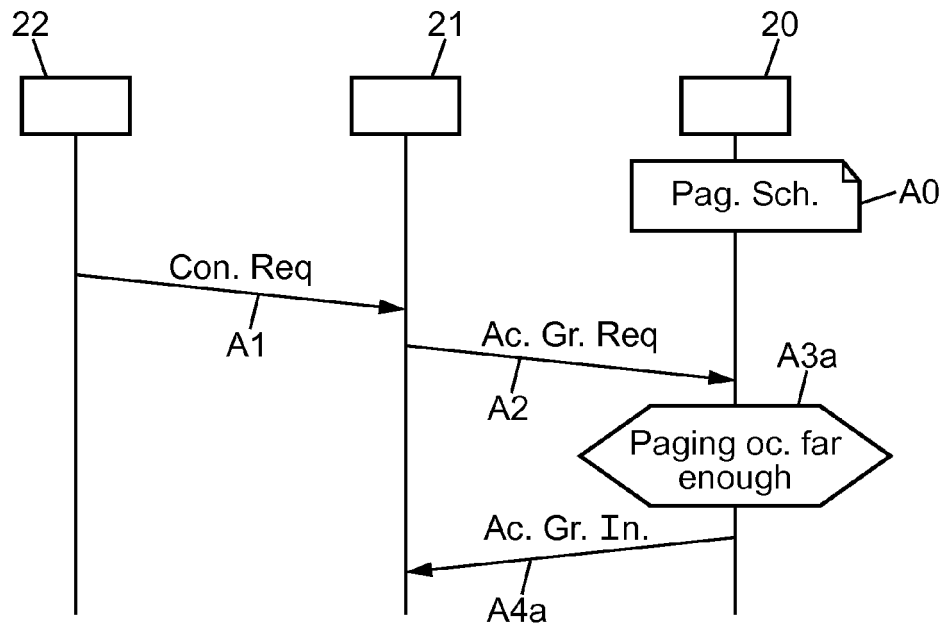 22
21
20
Pag. Sch.
A0
Con. Req
A1
Ac. Gr. Req
A2
A3a
Paging oc. far
enough
Ac. Gr. In.
A4a